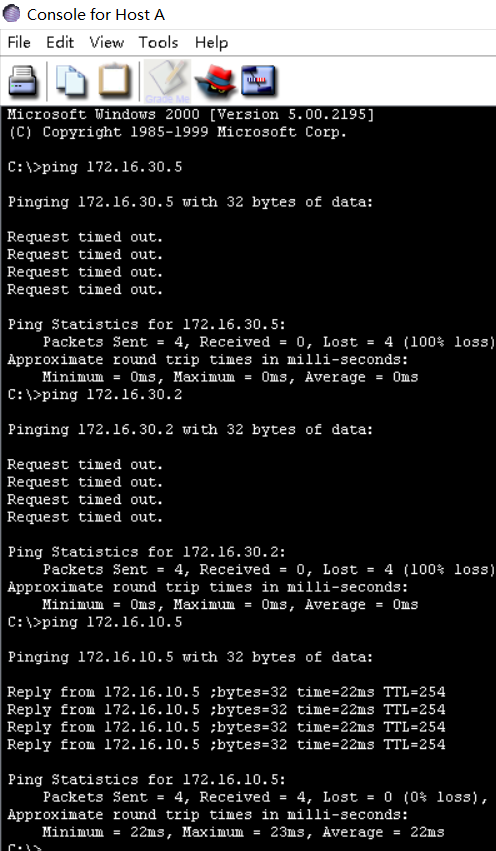 Console for Host A
File Edit View Tools Help
Grade Me
Microsoft Windows 2000 [Version 5.00.2195]
(C) Copyright 1985-1999 Microsoft Corp.
C:\>ping 172.16.30.5
Pinging 172.16.30.5 with 32 bytes of data:
Request timed out.
Request timed out.
Request timed out.
Request timed out.
Ping Statistics for 172.16.30.5:
Packets Sent = 4, Received = 0, Lost = 4 (100% loss)
Approximate round trip times in milli-seconds:
Minimum = 0ms, Maximum = 0ms, Average = 0ms
C:\>ping 172.16.30.2
Pinging 172.16.30.2 with 32 bytes of data:
Request timed out.
Request timed out.
Request timed out.
Request timed out.
Ping Statistics for 172.16.30.2:
Packets Sent = 4, Received = 0, Lost = 4 (100% loss)
Approximate round trip times in milli-seconds:
Minimum = 0ms, Maximum = 0ms, Average = 0ms
C:\>ping 172.16.10.5
Pinging 172.16.10.5 with 32 bytes of data:
Reply from 172.16.10.5 ;bytes=32 time=22ms TTL=254
Reply from 172.16.10.5 ;bytes=32 time=22ms TTL=254
Reply from 172.16.10.5 ;bytes=32 time=22ms TTL=254
Reply from 172.16.10.5 ;bytes=32 time=22ms TTL=254
Ping Statistics for 172.16.10.5:
Packets Sent = 4, Received = 4, Lost = 0 (0% loss),
Approximate round trip times in milli-seconds:
Minimum = 22ms, Maximum = 23ms, Average = 22ms
C:\>